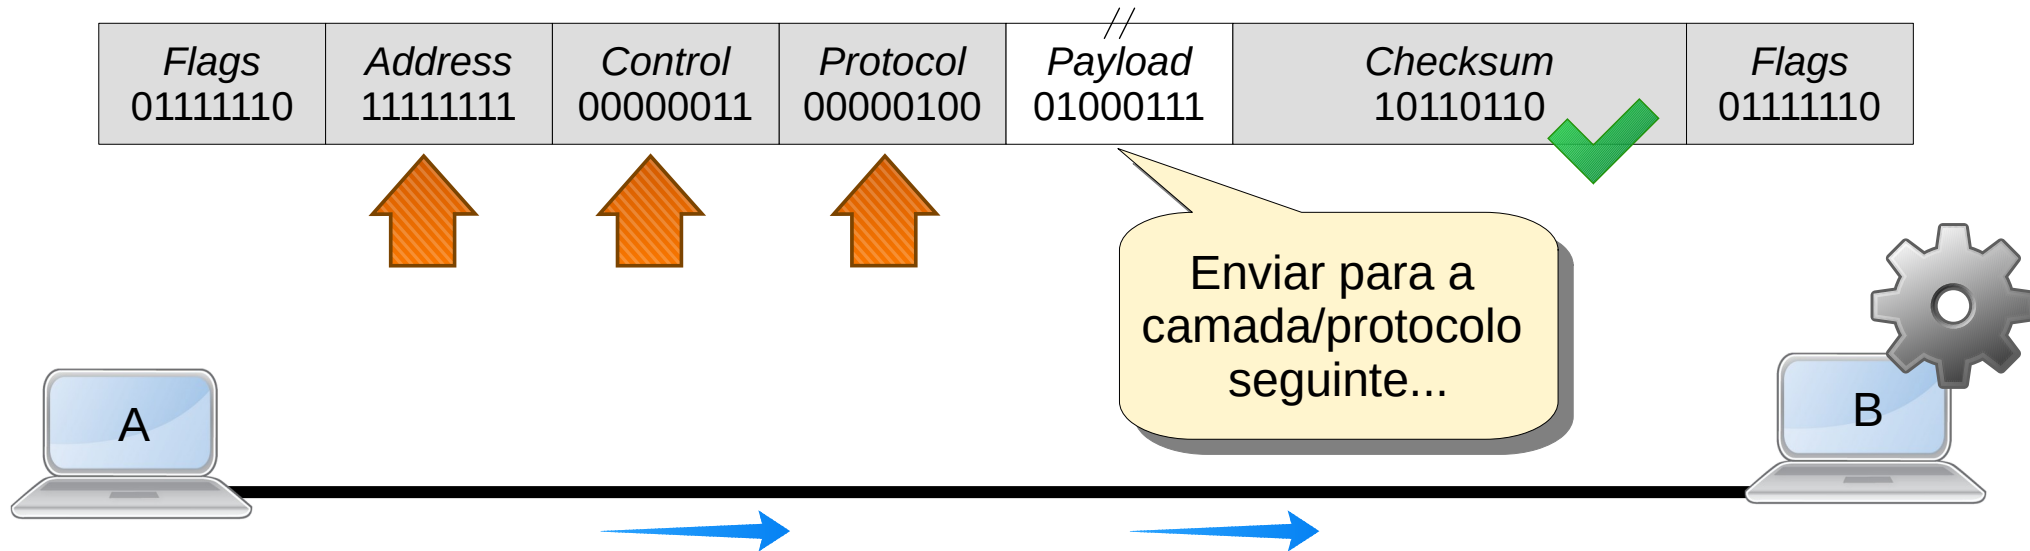 Flags Address Control Protocol Payload Checksum Flags
01111110 11111111 00000011 00000100 01000111 10110110 01111110
Enviar para a
camada/protocolo
seguinte...
A
B